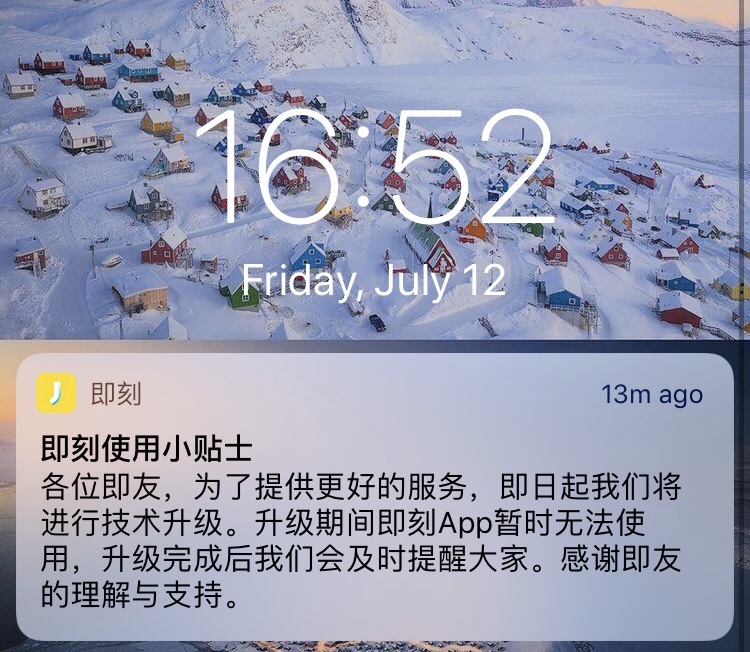 16:52
Friday, July 12
即刻
13m ago
即刻使用小贴士
各位即友，为了提供更好的服务，即日起我们将
进行技术升级。升级期间即刻App暂时无法使
用，升级完成后我们会及时提醒大家。感谢即友
的理解与支持。